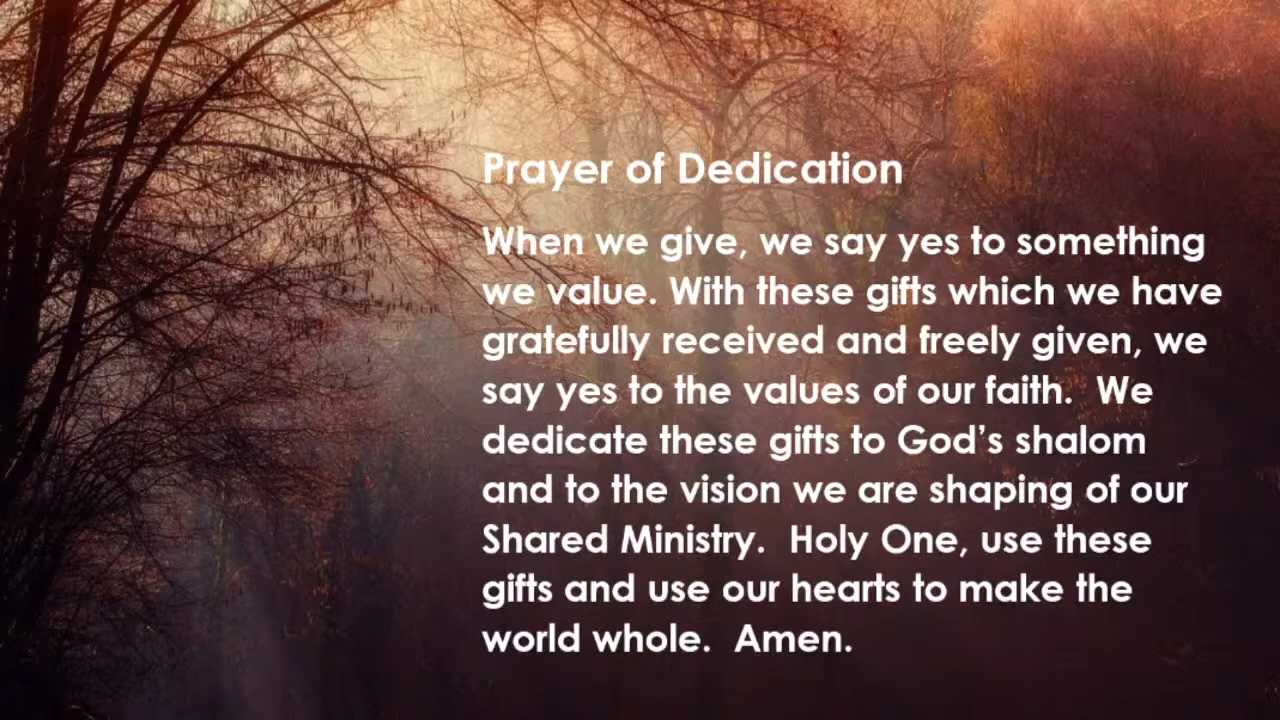 Prayer of Dedication
When we give, we say yes to something
we value. With these gifts which we have
gratefully received and freely given, we
say yes to the values of our faith.  We
dedicate these gifts to God’s shalom
and to the vision we are shaping of our
Shared Ministry.  Holy One, use these
gifts and use our hearts to make the
world whole.  Amen.